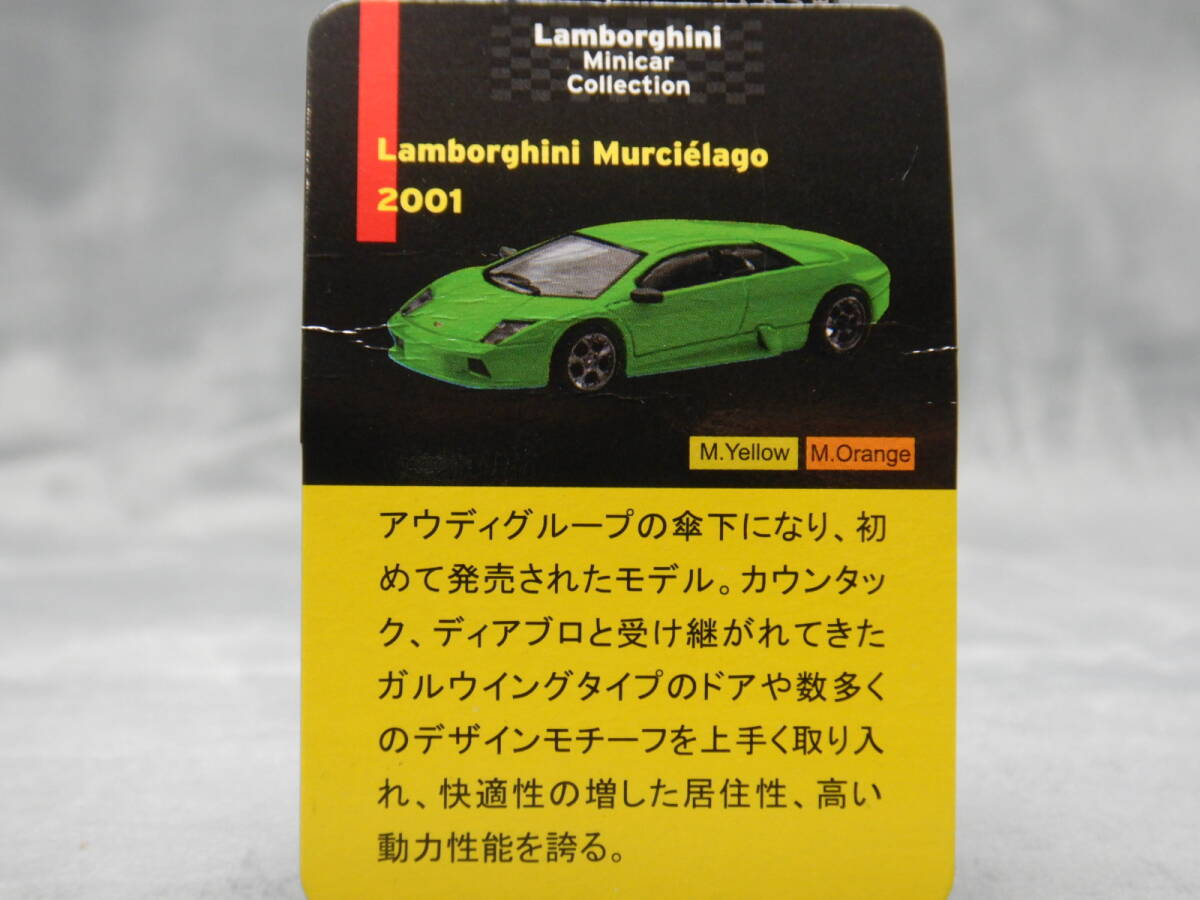 Lamborghini
Minicar
Collection
Lamborghini Murciélago
2001
M.Yellow M.Orange
アウディグループの傘下になり、初
めて発売されたモデル。カウンタッ
ク、ディアブロと受け継がれてきた
ガルウイングタイプのドアや数多く
のデザインモチーフを上手く取り入
れ、快適性の増した居住性、高い
動力性能を誇る。